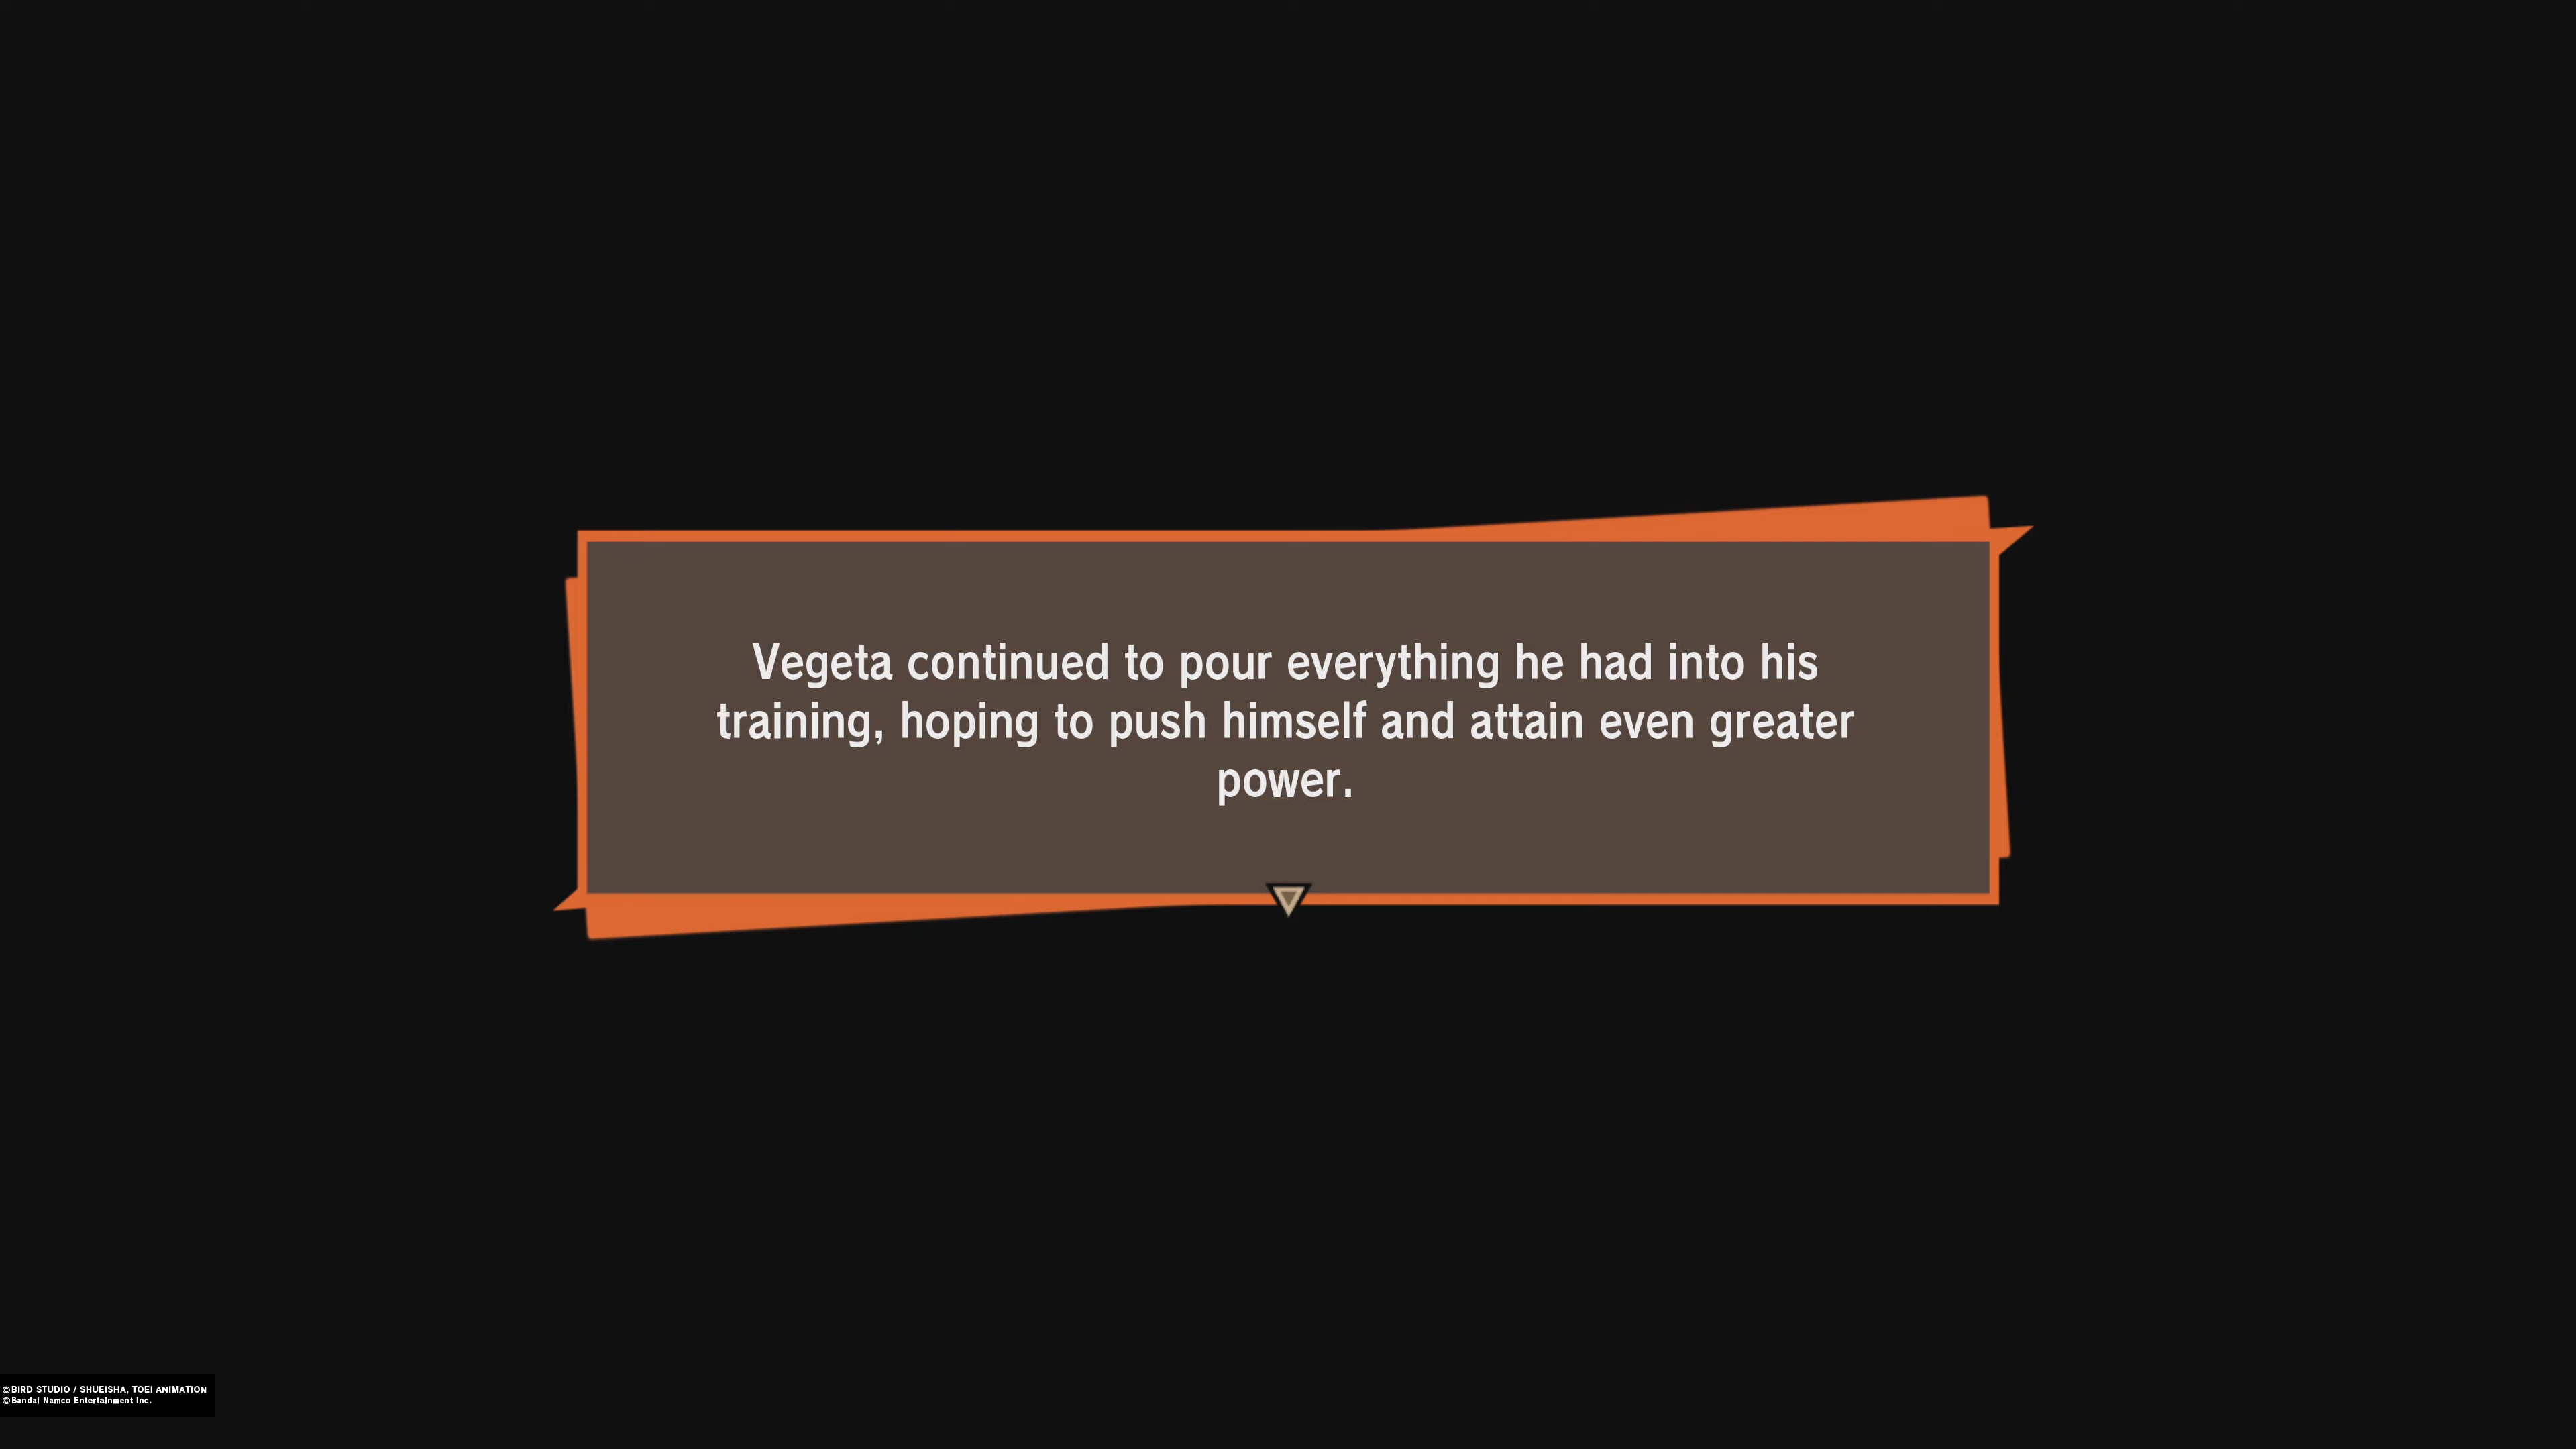 Vegeta continued to pour everything he had into his
training, hoping to push himself and attain even greater
power.
©BIRD STUDIO / SHUEISHA, TOEI ANIMATION
©Bandai Namco Entertainment Inc.